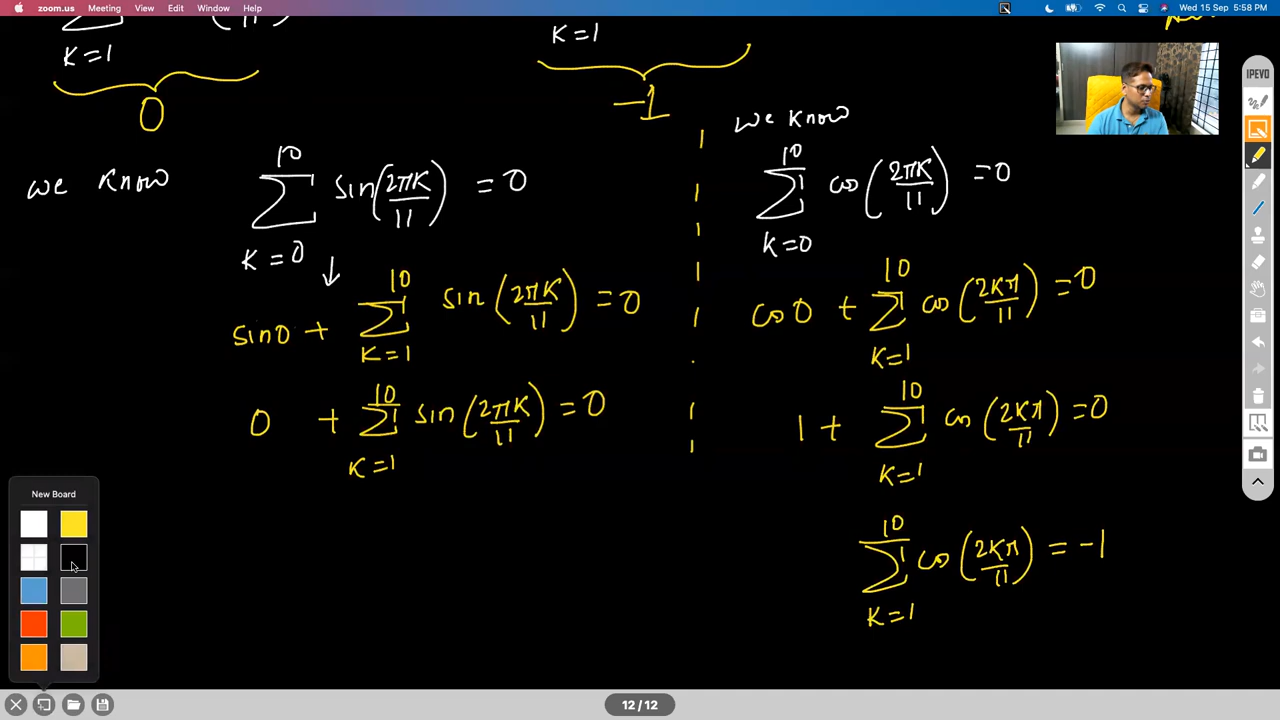 zoom.us Meeting View Edit Window Help
Wed 15 Sep 5:58 PM
K=1
K=1
0
-1
IPEVO
we know
∑_{K=0}^{10} sin(2πK/11) = 0
we know
∑_{K=0}^{10} cos(2πK/11) = 0
↓
sin0 + ∑_{K=1}^{10} sin(2πK/11) = 0
cos0 + ∑_{K=1}^{10} cos(2Kπ/11) = 0
0 + ∑_{K=1}^{10} sin(2πK/11) = 0
1 + ∑_{K=1}^{10} cos(2Kπ/11) = 0
∑_{K=1}^{10} cos(2Kπ/11) = -1
New Board
12/12